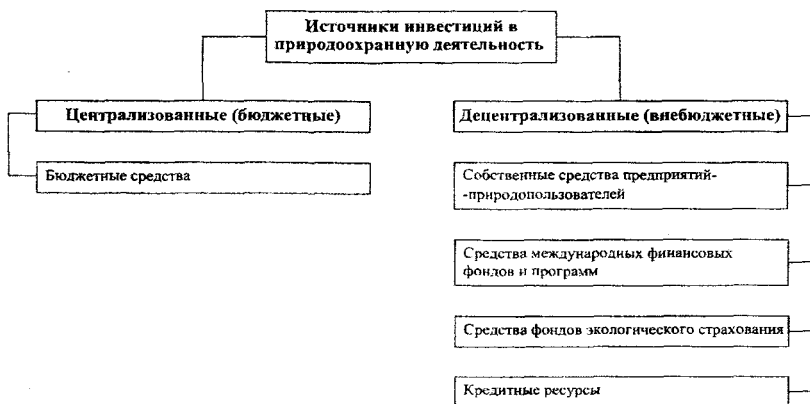 Источники инвестиций в
природоохранную деятельность
Централизованные (бюджетные)
Децентрализованные (внебюджетные)
Бюджетные средства
Собственные средства предприятий-
-природопользователей
Средства международных финансовых
фондов и программ
Средства фондов экологического страхования
Кредитные ресурсы